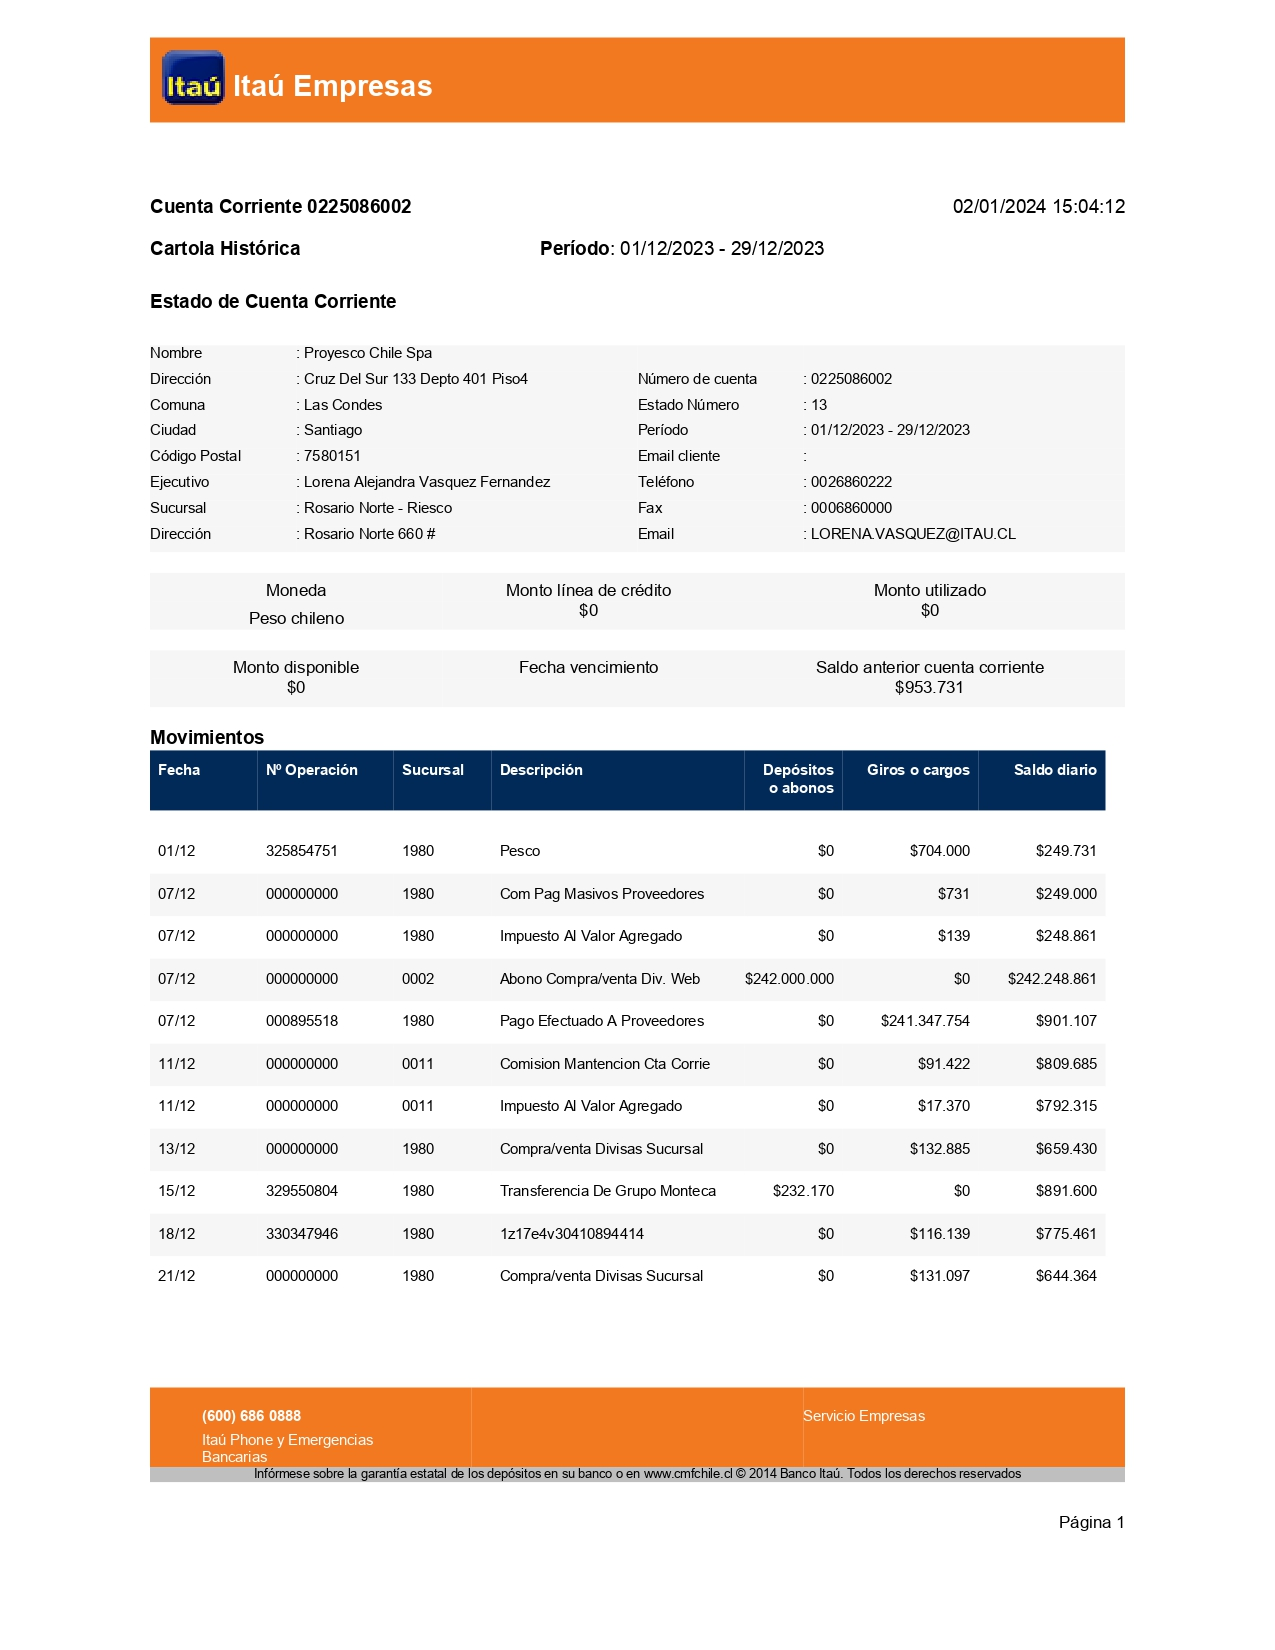 Itaú Itaú Empresas
Cuenta Corriente 0225086002 02/01/2024 15:04:12
Cartola Histórica Período: 01/12/2023 - 29/12/2023
Estado de Cuenta Corriente
Nombre : Proyesco Chile Spa
Dirección : Cruz Del Sur 133 Depto 401 Piso4 Número de cuenta : 0225086002
Comuna : Las Condes Estado Número : 13
Ciudad : Santiago Período : 01/12/2023 - 29/12/2023
Código Postal : 7580151 Email cliente :
Ejecutivo : Lorena Alejandra Vasquez Fernandez Teléfono : 0026860222
Sucursal : Rosario Norte - Riesco Fax : 0006860000
Dirección : Rosario Norte 660 # Email : LORENA.VASQUEZ@ITAU.CL
Moneda Monto línea de crédito Monto utilizado
Peso chileno $0 $0
Monto disponible Fecha vencimiento Saldo anterior cuenta corriente
$0 $953.731
Movimientos
Fecha Nº Operación Sucursal Descripción Depósitos o abonos Giros o cargos Saldo diario
01/12 325854751 1980 Pesco $0 $704.000 $249.731
07/12 000000000 1980 Com Pag Masivos Proveedores $0 $731 $249.000
07/12 000000000 1980 Impuesto Al Valor Agregado $0 $139 $248.861
07/12 000000000 0002 Abono Compra/venta Div. Web $242.000.000 $0 $242.248.861
07/12 000895518 1980 Pago Efectuado A Proveedores $0 $241.347.754 $901.107
11/12 000000000 0011 Comision Mantencion Cta Corrie $0 $91.422 $809.685
11/12 000000000 0011 Impuesto Al Valor Agregado $0 $17.370 $792.315
13/12 000000000 1980 Compra/venta Divisas Sucursal $0 $132.885 $659.430
15/12 329550804 1980 Transferencia De Grupo Monteca $232.170 $0 $891.600
18/12 330347946 1980 1z17e4v30410894414 $0 $116.139 $775.461
21/12 000000000 1980 Compra/venta Divisas Sucursal $0 $131.097 $644.364
(600) 686 0888 Servicio Empresas
Itaú Phone y Emergencias
Bancarias
Infórmese sobre la garantía estatal de los depósitos en su banco o en www.cmfchile.cl © 2014 Banco Itaú. Todos los derechos reservados
Página 1